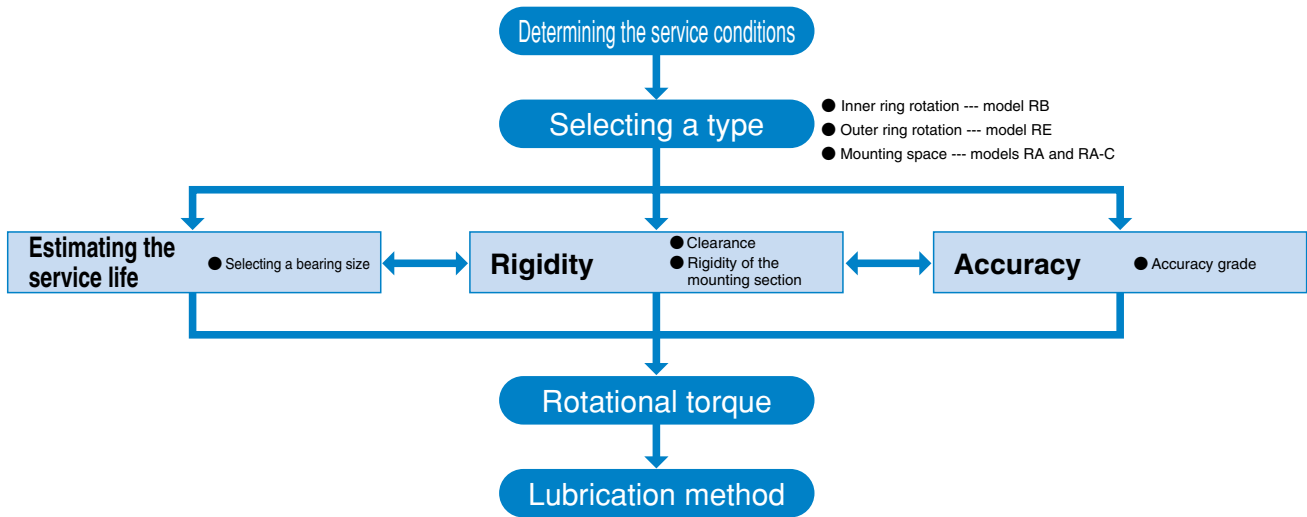 Determining the service conditions
Selecting a type
● Inner ring rotation --- model RB
● Outer ring rotation --- model RE
● Mounting space --- models RA and RA-C
Estimating the
service life
● Selecting a bearing size
Rigidity
● Clearance
● Rigidity of the
mounting section
Accuracy
● Accuracy grade
Rotational torque
Lubrication method